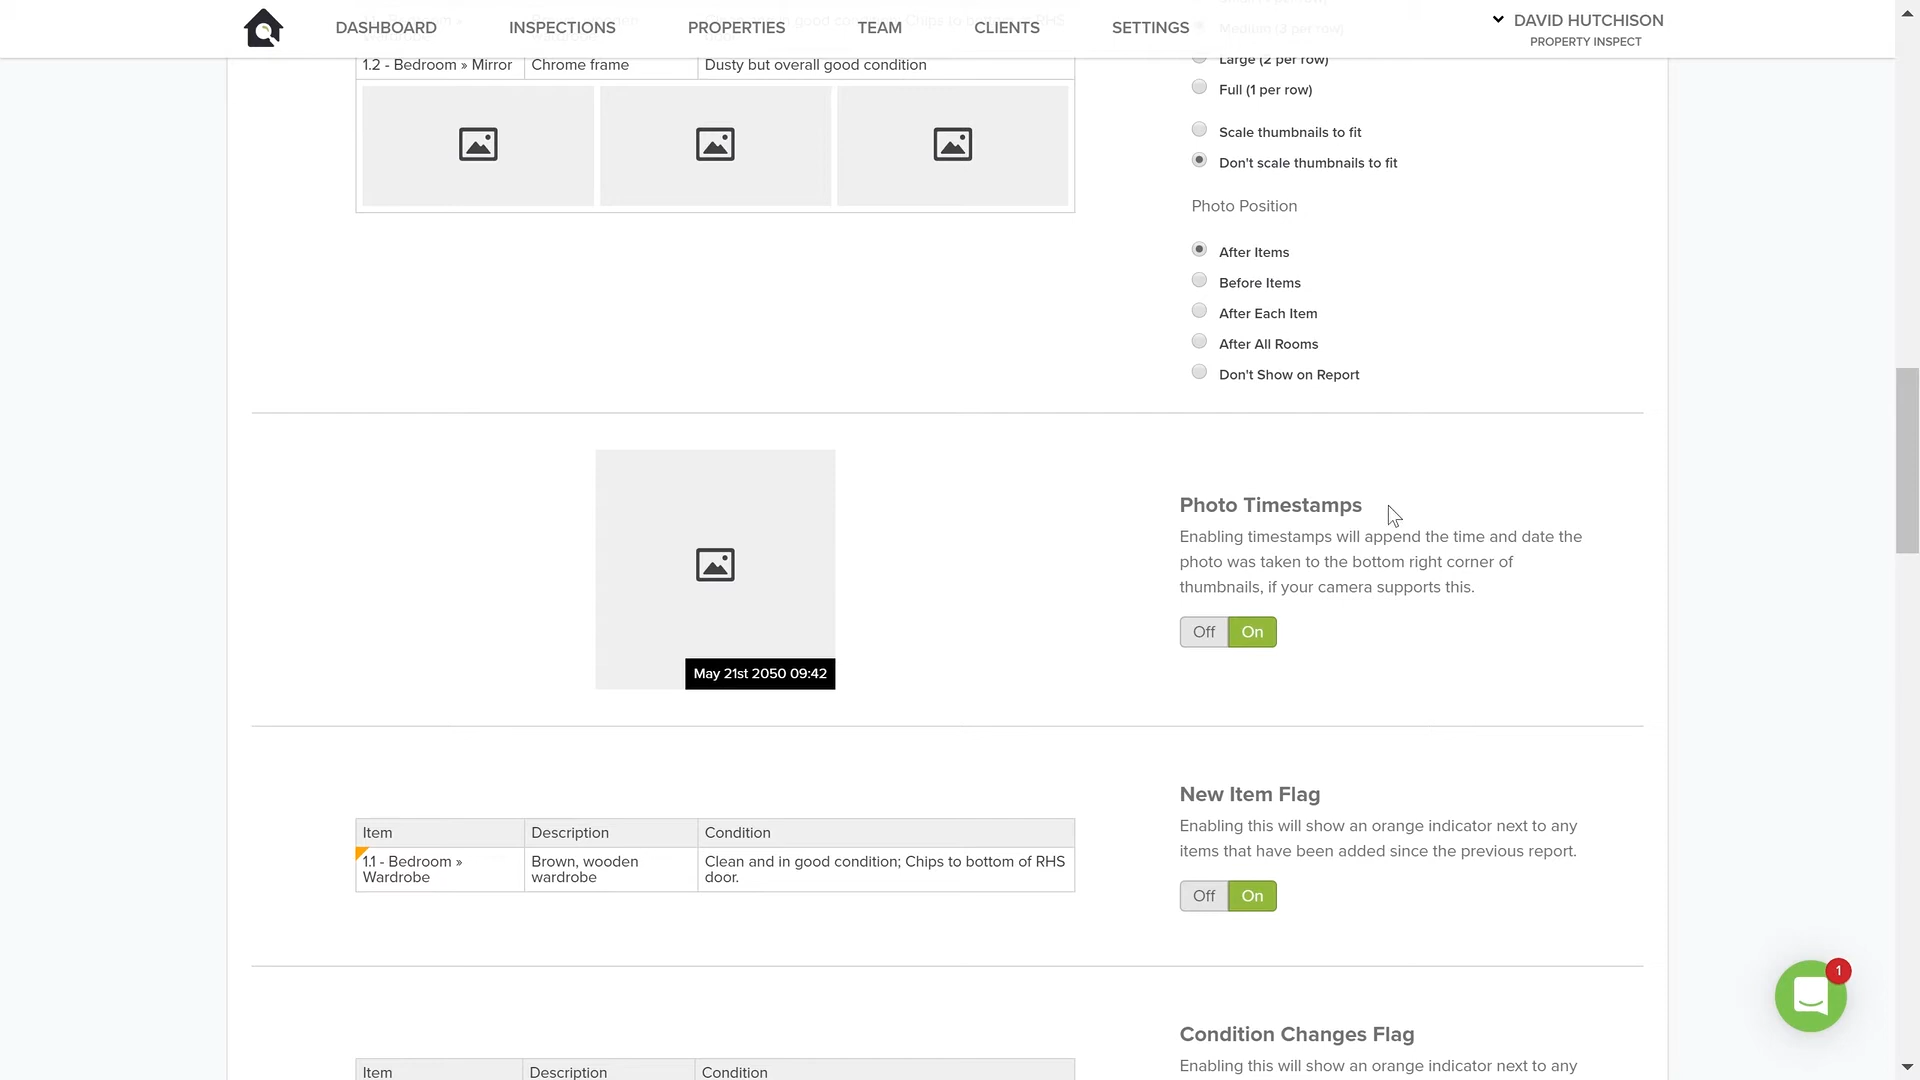 DASHBOARD INSPECTIONS PROPERTIES TEAM CLIENTS SETTINGS
DAVID HUTCHISON
PROPERTY INSPECT
Medium (3 per row)
1.2 - Bedroom » Mirror Chrome frame Dusty but overall good condition
Large (2 per row)
Full (1 per row)
Scale thumbnails to fit
Don't scale thumbnails to fit
Photo Position
After Items
Before Items
After Each Item
After All Rooms
Don't Show on Report
Photo Timestamps
Enabling timestamps will append the time and date the
photo was taken to the bottom right corner of
thumbnails, if your camera supports this.
Off On
May 21st 2050 09:42
New Item Flag
Enabling this will show an orange indicator next to any
items that have been added since the previous report.
Off On
Item Description Condition
1.1 - Bedroom » Brown, wooden Clean and in good condition; Chips to bottom of RHS
Wardrobe wardrobe door.
1
Condition Changes Flag
Enabling this will show an orange indicator next to any
Item Description Condition